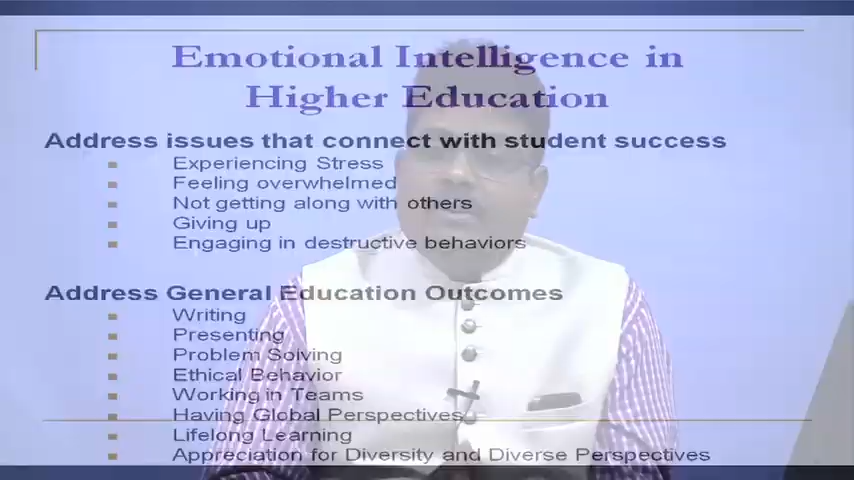 Emotional Intelligence in
Higher Education
Address issues that connect with student success
Experiencing Stress
Feeling overwhelmed
Not getting along with others
Giving up
Engaging in destructive behaviors
Address General Education Outcomes
Writing
Presenting
Problem Solving
Ethical Behavior
Working in Teams
Having Global Perspectives
Lifelong Learning
Appreciation for Diversity and Diverse Perspectives